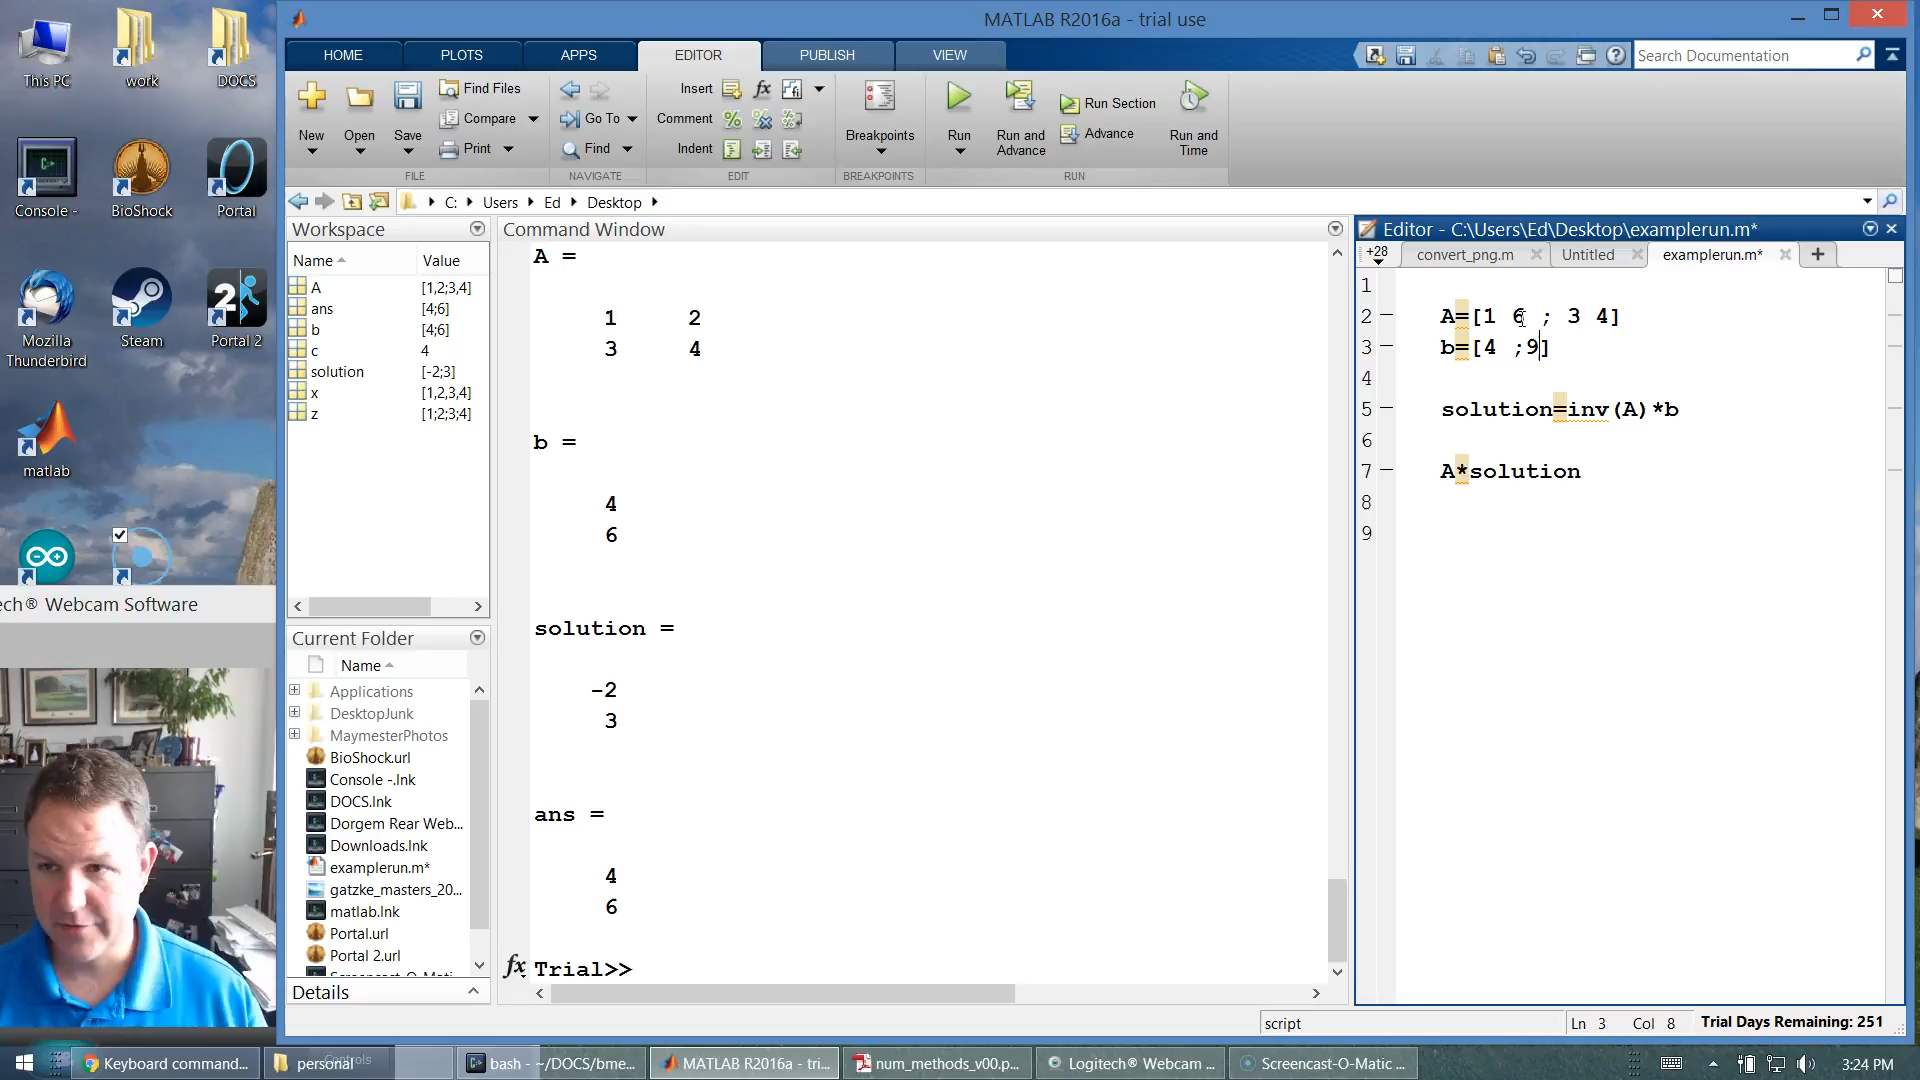 MATLAB R2016a - trial use
This PC
work
DOCS
Console -
BioShock
Portal
Mozilla Thunderbird
Steam
Portal 2
matlab
ech® Webcam Software
HOME
PLOTS
APPS
EDITOR
PUBLISH
VIEW
Search Documentation
New
Open
Save
Find Files
Compare
Print
Go To
Find
Insert
Comment
Indent
Breakpoints
Run
Run and Advance
Run Section
Advance
Run and Time
FILE
NAVIGATE
EDIT
BREAKPOINTS
RUN
C:
Users
Ed
Desktop
Workspace
Name
Value
A [1,2;3,4]
ans [4;6]
b [4;6]
c 4
solution [-2;3]
x [1,2,3,4]
z [1;2;3;4]
Current Folder
Name
Applications
DesktopJunk
MaymesterPhotos
BioShock.url
Console -.lnk
DOCS.lnk
Dorgem Rear Web...
Downloads.lnk
examplerun.m*
gatzke_masters_20...
matlab.lnk
Portal.url
Portal 2.url
Details
Command Window
A =
1 2
3 4
b =
4
6
solution =
-2
3
ans =
4
6
fx Trial>>
Editor - C:\Users\Ed\Desktop\examplerun.m*
+28
convert_png.m
Untitled
examplerun.m*
1
2 A=[1 6 ; 3 4]
3 b=[4 ;9]
4
5 solution=inv(A)*b
6
7 A*solution
8
9
script
Ln 3 Col 8
Trial Days Remaining: 251
Keyboard command...
personal
Controls
bash - ~/DOCS/bme...
MATLAB R2016a - tri...
num_methods_v00.p...
Logitech® Webcam ...
Screencast-O-Matic
3:24 PM